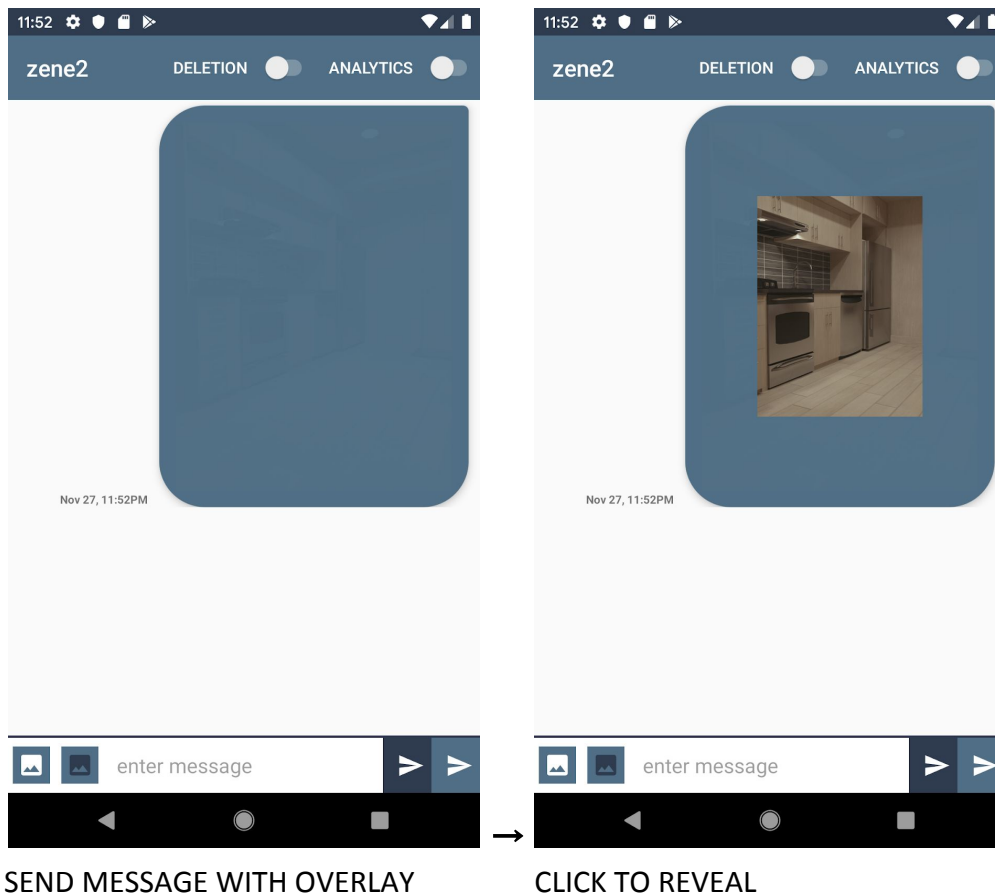 11:52
zene2 DELETION ANALYTICS
Nov 27, 11:52PM
enter message
SEND MESSAGE WITH OVERLAY
→
11:52
zene2 DELETION ANALYTICS
Nov 27, 11:52PM
enter message
CLICK TO REVEAL